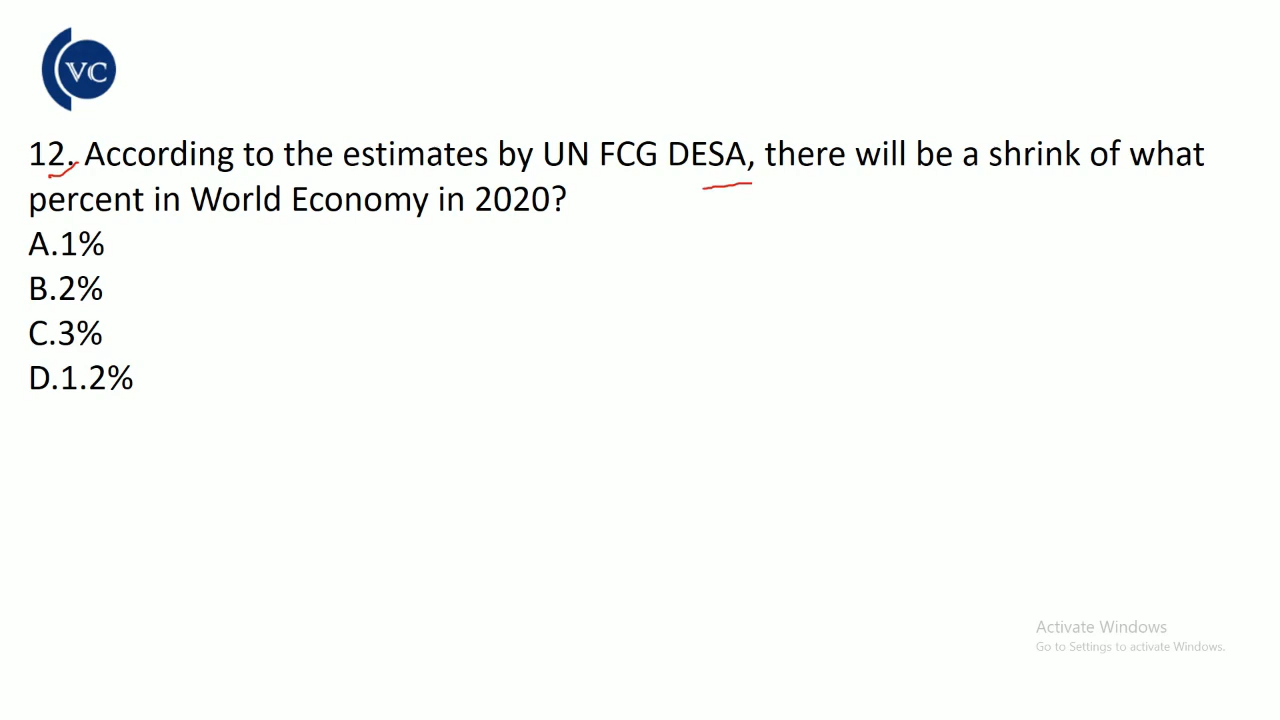 VC
12. According to the estimates by UN FCG DESA, there will be a shrink of what
percent in World Economy in 2020?
A.1%
B.2%
C.3%
D.1.2%
Activate Windows
Go to Settings to activate Windows.